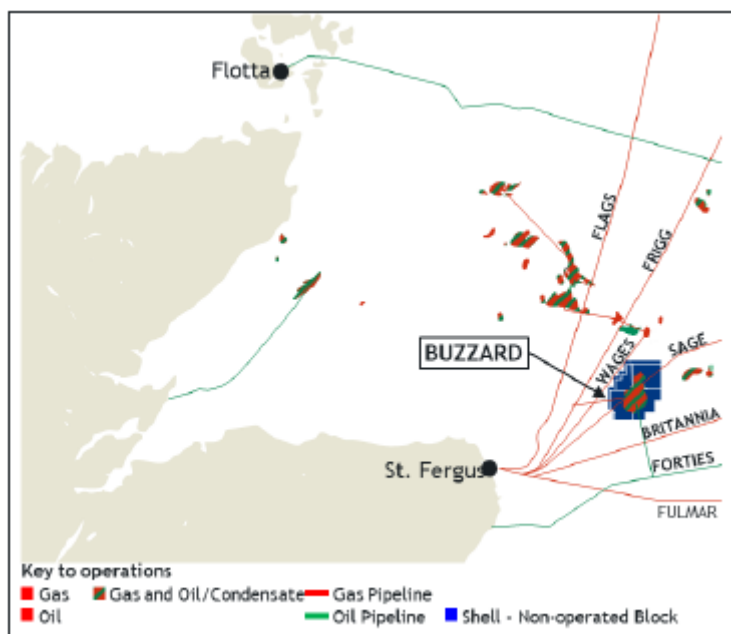 Flotta
FLAGS
FRIGG
WAGES
SAGE
BUZZARD
BRITANNIA
St. Fergus
FORTIES
FULMAR
Key to operations
Gas Gas and Oil/Condensate Gas Pipeline
Oil Oil Pipeline Shell - Non-operated Block